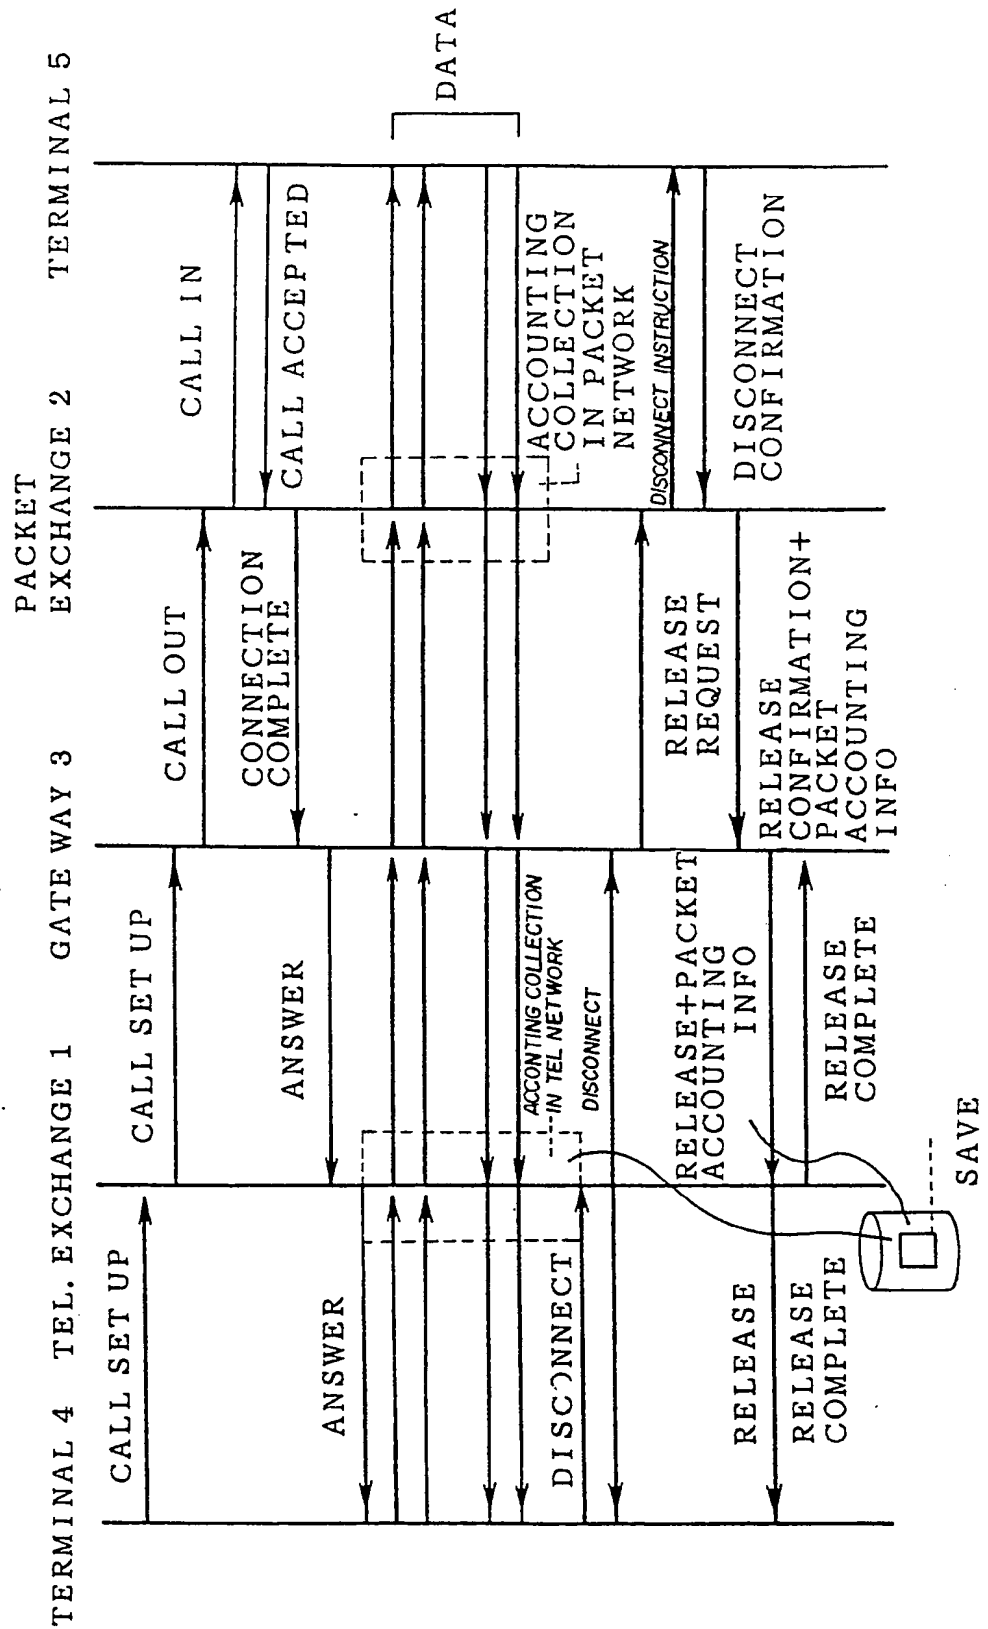 TERMINAL 4
TEL. EXCHANGE 1
GATE WAY 3
PACKET
EXCHANGE 2
TERMINAL 5
CALL SET UP
CALL SET UP
CALL OUT
CALL IN
CALL ACCEPTED
CONNECTION
COMPLETE
ANSWER
ANSWER
DATA
ACCOUNTING
COLLECTION
IN PACKET
NETWORK
ACCONTING COLLECTION
IN TEL NETWORK
DISCONNECT
DISCONNECT
RELEASE
REQUEST
DISCONNECT INSTRUCTION
DISCONNECT
CONFIRMATION
RELEASE
CONFIRMATION+
PACKET
ACCOUNTING
INFO
RELEASE+PACKET
ACCOUNTING
INFO
RELEASE
RELEASE
COMPLETE
RELEASE
COMPLETE
SAVE